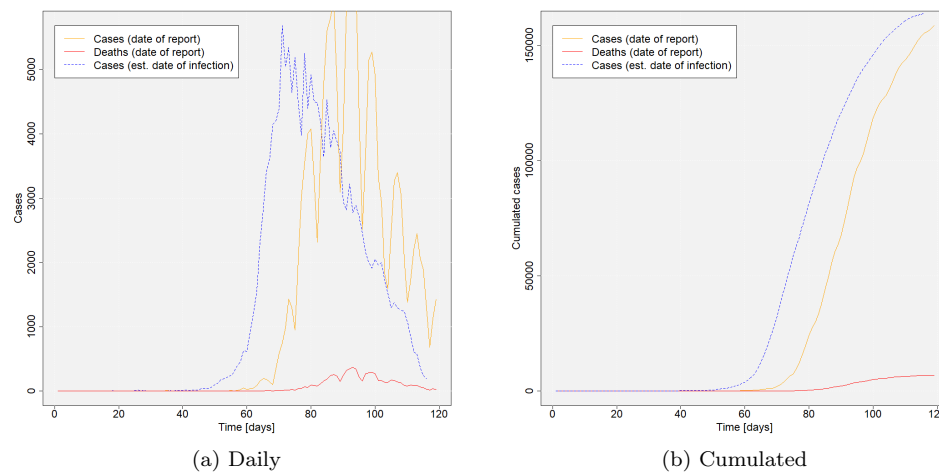 Cases (date of report)
Deaths (date of report)
Cases (est. date of infection)
Cases
0
1000
2000
3000
4000
5000
0
20
40
60
80
100
120
Time [days]
(a) Daily
Cases (date of report)
Deaths (date of report)
Cases (est. date of infection)
Cumulated cases
0
50000
100000
150000
0
20
40
60
80
100
120
Time [days]
(b) Cumulated